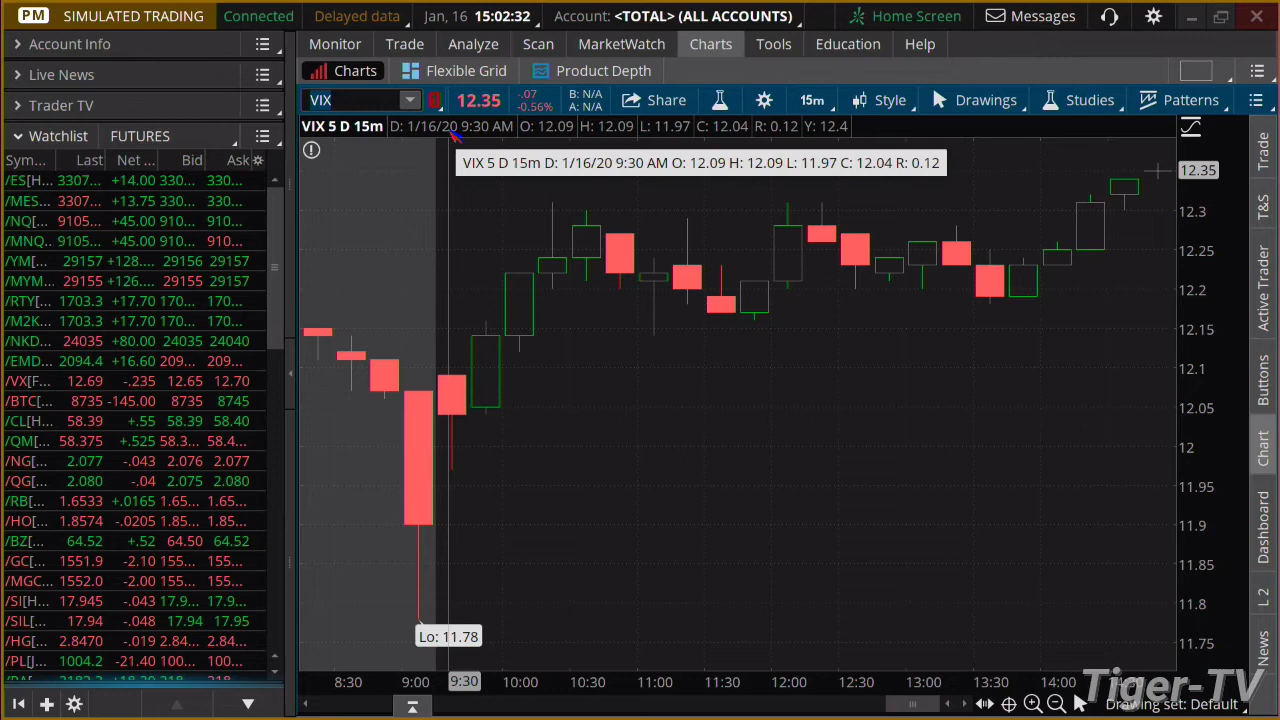 PM SIMULATED TRADING Connected Delayed data Jan, 16 15:02:32 Account: <TOTAL> (ALL ACCOUNTS) Home Screen Messages
Account Info
Live News
Trader TV
Watchlist FUTURES
Sym... Last Net ... Bid Ask
/ES[H... 3307... +14.00 330... 330...
/MES... 3307... +13.75 330... 330...
/NQ[... 9105... +45.00 910... 910...
/MNQ... 9105... +45.00 910... 910...
/YM[... 29157 +128.... 29156 29157
/MYM... 29155 +126.... 29155 29157
/RTY[... 1703.3 +17.70 1703... 1703...
/M2K... 1703.3 +17.70 1703... 1703...
/NKD... 24035 +80.00 24035 24040
/EMD... 2094.4 +16.60 209... 209...
/VX[F... 12.69 -.235 12.65 12.70
/BTC[... 8735 -145.00 8735 8745
/CL[H... 58.39 +.55 58.39 58.40
/QM[... 58.375 +.525 58.3... 58.4...
/NG[... 2.077 -.043 2.076 2.077
/QG[... 2.080 -.04 2.075 2.080
/RB[... 1.6533 +.0165 1.65... 1.65...
/HO[... 1.8574 -.0205 1.85... 1.85...
/BZ[... 64.52 +.52 64.50 64.52
/GC[... 1551.9 -2.10 155... 155...
/MGC... 1552.0 -2.00 155... 155...
/SI[H... 17.945 -.043 17.9... 17.9...
/SIL[... 17.94 -.048 17.94 17.95
/HG[... 2.8470 -.019 2.84... 2.84...
/PL[J... 1004.2 -21.40 100... 100...
Monitor Trade Analyze Scan MarketWatch Charts Tools Education Help
Charts Flexible Grid Product Depth
VIX 12.35 -.07 -0.56% B: N/A A: N/A Share 15m Style Drawings Studies Patterns
VIX 5 D 15m D: 1/16/20 9:30 AM O: 12.09 H: 12.09 L: 11.97 C: 12.04 R: 0.12 Y: 12.4
VIX 5 D 15m D: 1/16/20 9:30 AM O: 12.09 H: 12.09 L: 11.97 C: 12.04 R: 0.12
12.35
12.3
12.25
12.2
12.15
12.1
12.05
12
11.95
11.9
11.85
11.8
11.75
Lo: 11.78
8:30 9:00 9:30 10:00 10:30 11:00 11:30 12:00 12:30 13:00 13:30 14:00
Drawing set: Default
Trade
T&S
Active Trader
Buttons
Chart
Dashboard
L 2
News
Tiger-TV